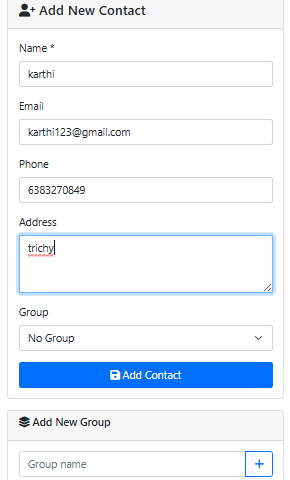 Add New Contact
Name *
karthi
Email
karthi123@gmail.com
Phone
6383270849
Address
trichy
Group
No Group
Add Contact
Add New Group
Group name